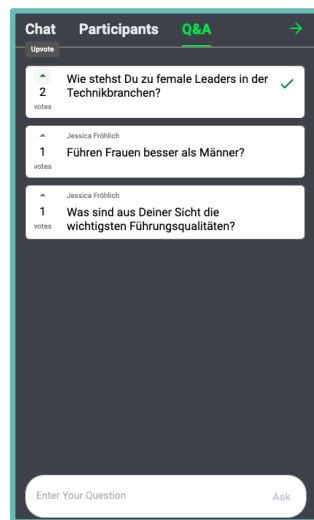 Chat Participants Q&A
Upvote
2
votes
Wie stehst Du zu female Leaders in der
Technikbranchen?
Jessica Fröhlich
1
votes
Führen Frauen besser als Männer?
Jessica Fröhlich
1
votes
Was sind aus Deiner Sicht die
wichtigsten Führungsqualitäten?
Enter Your Question Ask